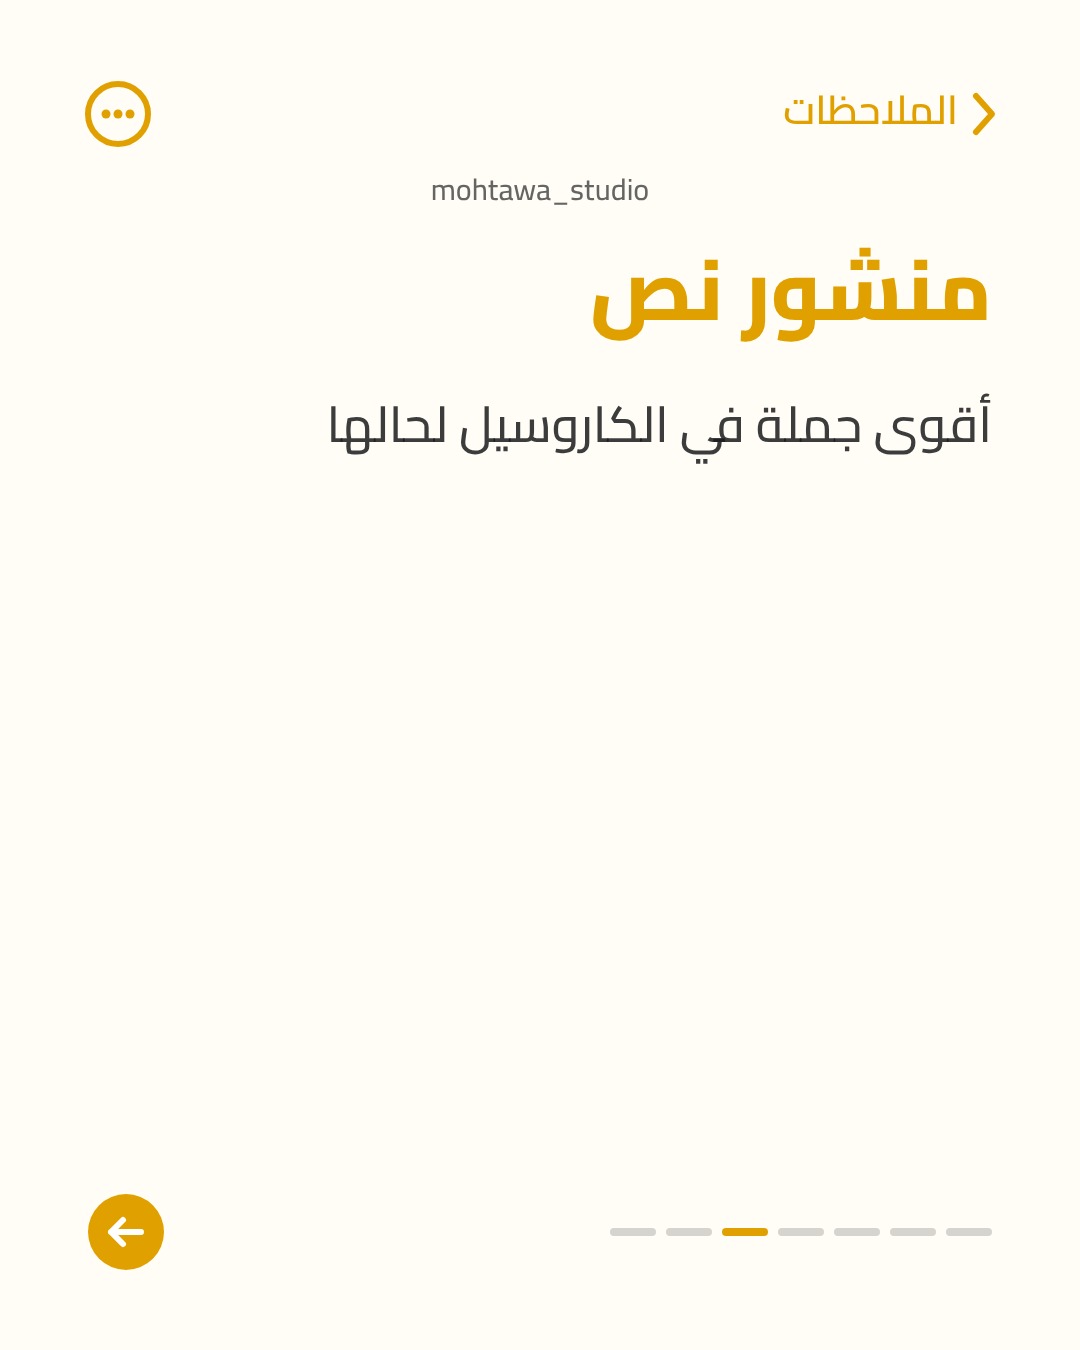 الملاحظات
mohtawa_studio
منشور نص
أقوى جملة في الكاروسيل لحالها